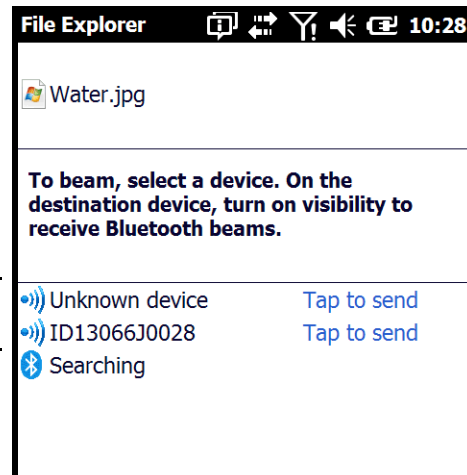 File Explorer 10:28
Water.jpg
To beam, select a device. On the
destination device, turn on visibility to
receive Bluetooth beams.
Unknown device Tap to send
ID13066J0028 Tap to send
Searching